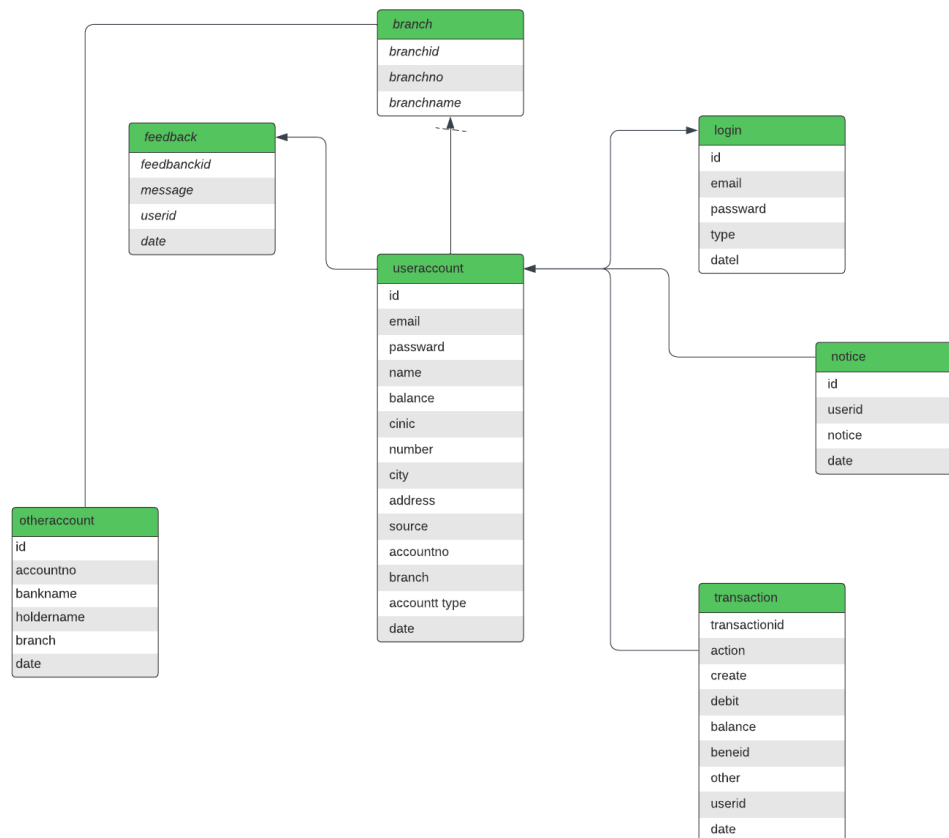 branch
branchid
branchno
branchname
feedback
feedbanckid
message
userid
date
login
id
email
passward
type
datel
useraccount
id
email
passward
name
balance
cinic
number
city
address
source
accountno
branch
accountt type
date
notice
id
userid
notice
date
otheraccount
id
accountno
bankname
holdername
branch
date
transaction
transactionid
action
create
debit
balance
beneid
other
userid
date